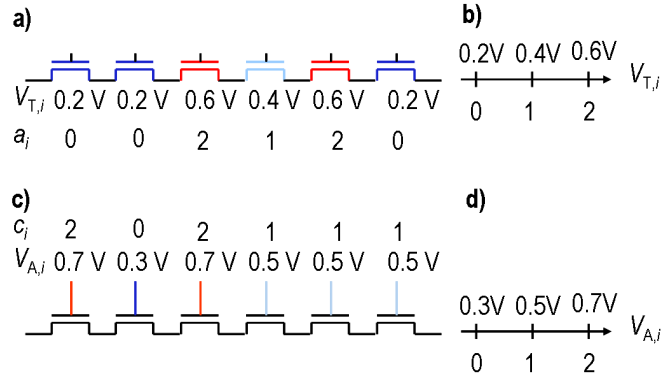 a)
V_T,i 0.2 V 0.2 V 0.6 V 0.4 V 0.6 V 0.2 V
a_i 0 0 2 1 2 0
b)
0.2V 0.4V 0.6V
V_T,i
0 1 2
c)
c_i 2 0 2 1 1 1
V_A,i 0.7 V 0.3 V 0.7 V 0.5 V 0.5 V 0.5 V
d)
0.3V 0.5V 0.7V
V_A,i
0 1 2